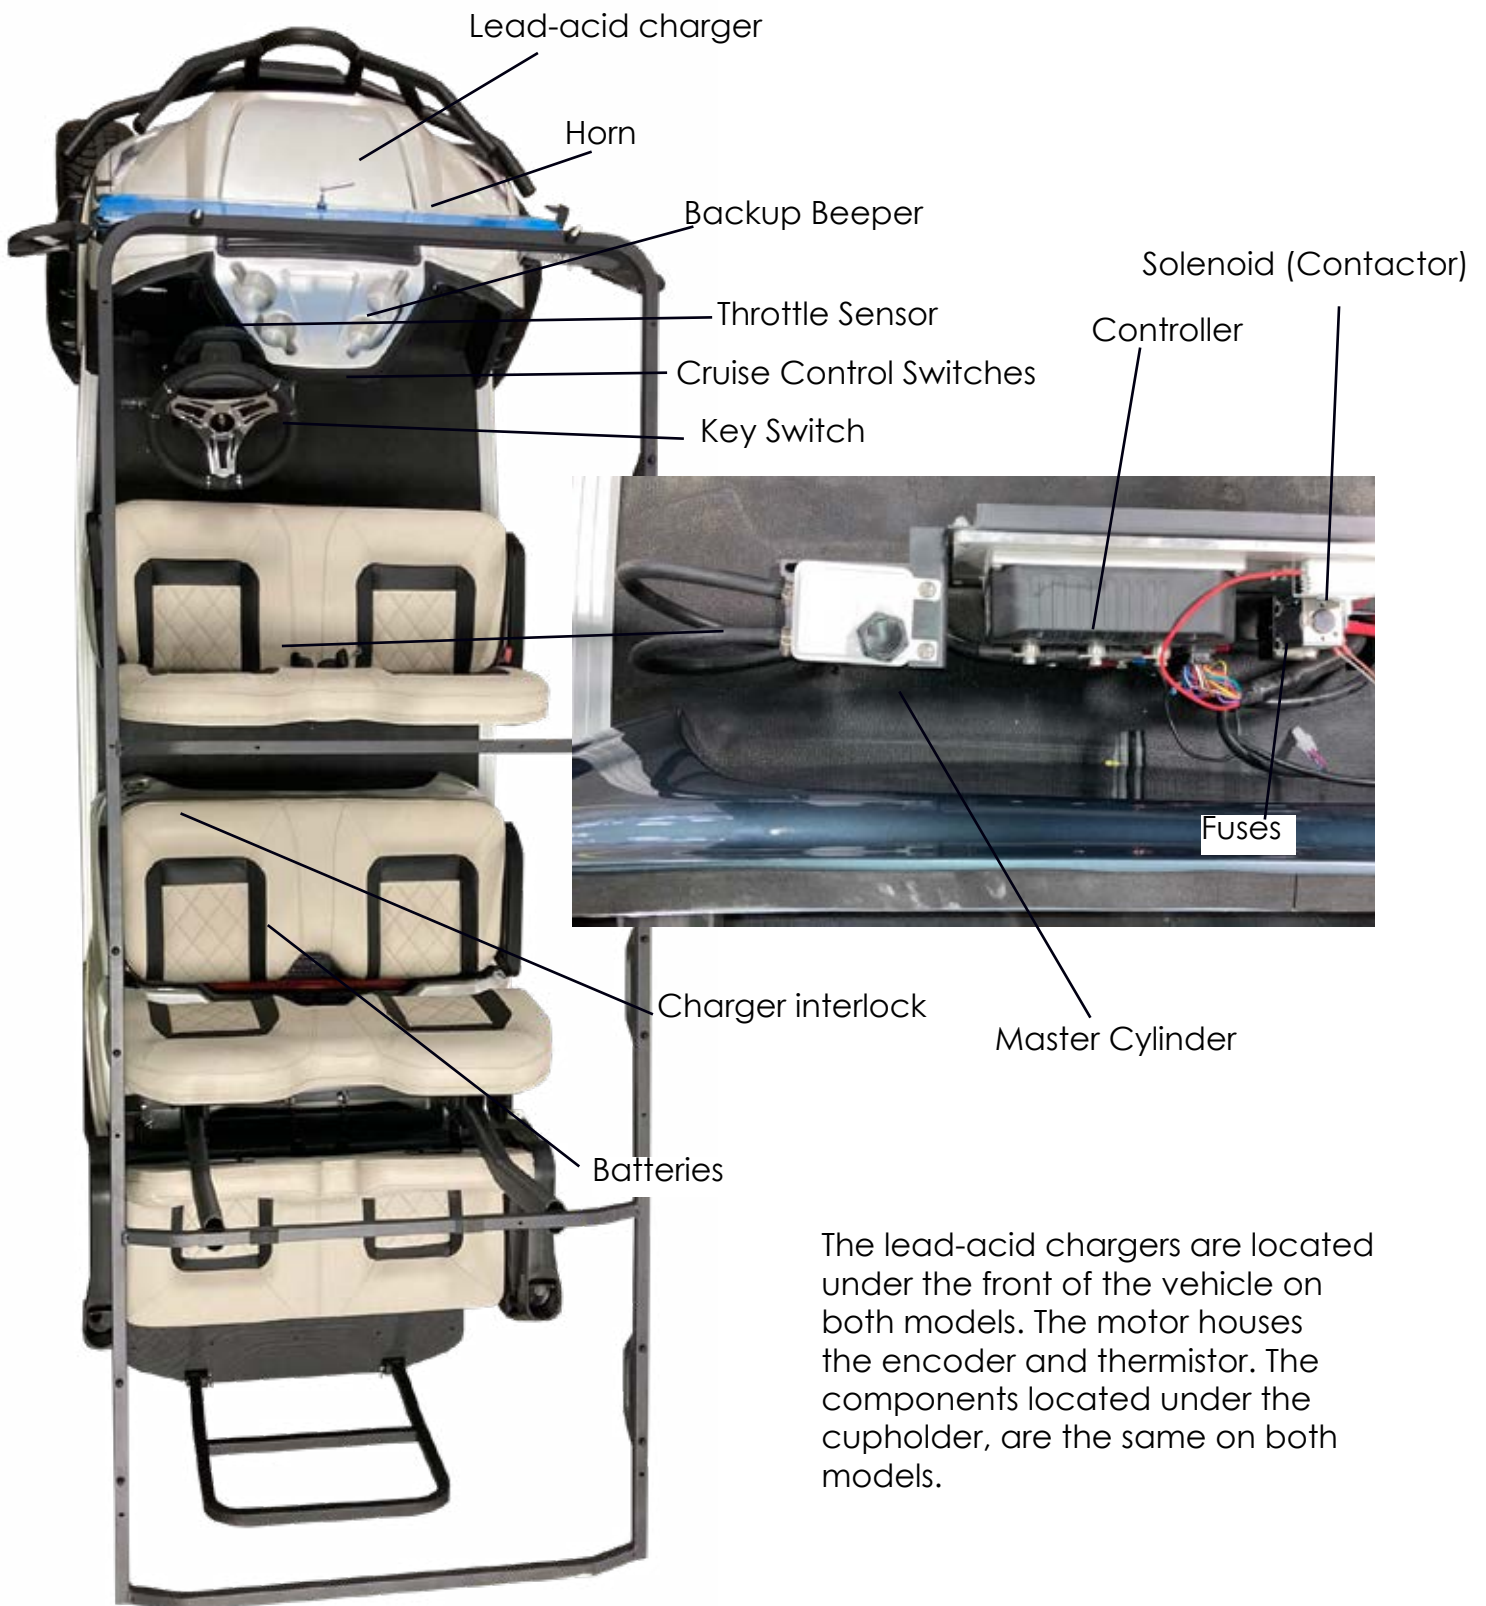 Lead-acid charger
Horn
Backup Beeper
Solenoid (Contactor)
Throttle Sensor
Controller
Cruise Control Switches
Key Switch
Fuses
Charger interlock
Master Cylinder
Batteries
The lead-acid chargers are located
under the front of the vehicle on
both models. The motor houses
the encoder and thermistor. The
components located under the
cupholder, are the same on both
models.